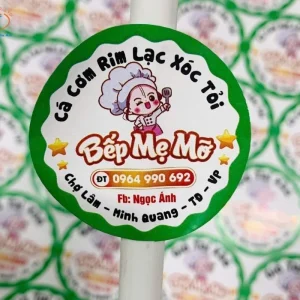 Cá Cơm Rim Lạc Xóc Tỏi
Bếp Mẹ Mỡ
ĐT 0964 990 692
Fb: Ngọc Ánh
Chợ Lâm - Minh Quang - TĐ - VP